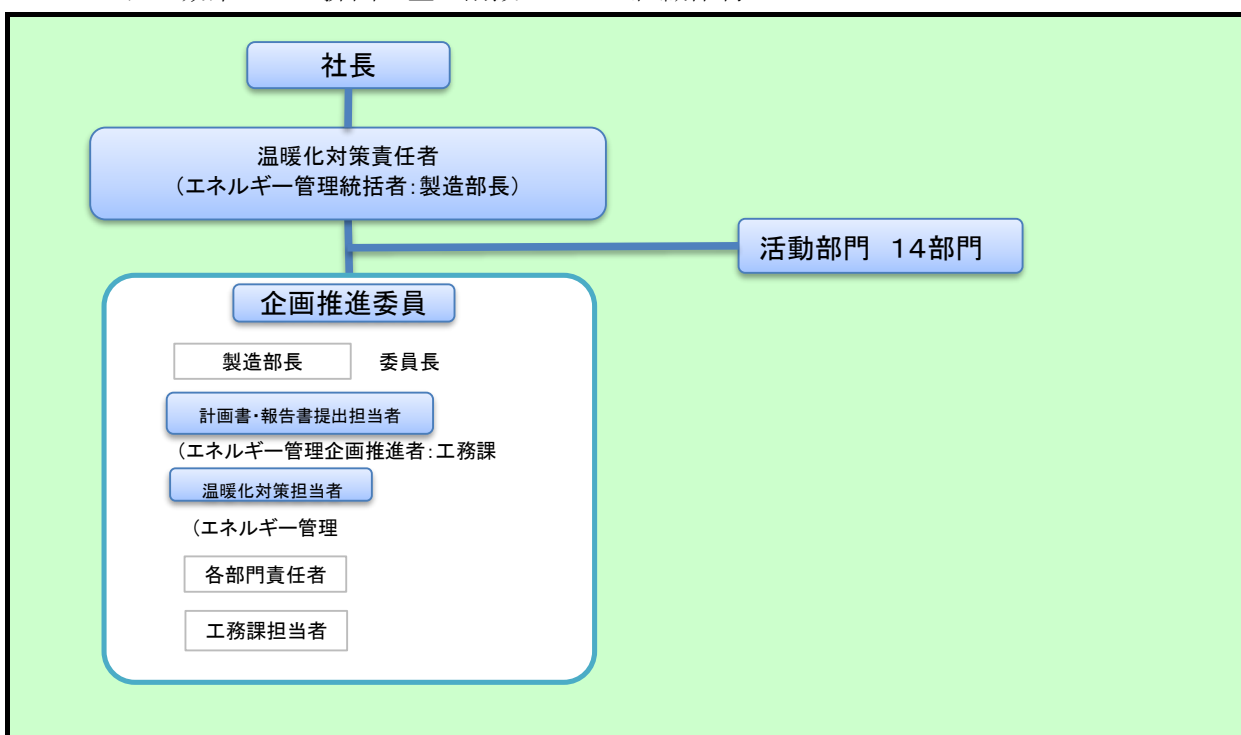 社長
温暖化対策責任者
(エネルギー管理統括者:製造部長)
活動部門 14部門
企画推進委員
製造部長 委員長
計画書・報告書提出担当者
(エネルギー管理企画推進者:工務課
温暖化対策担当者
(エネルギー管理
各部門責任者
工務課担当者